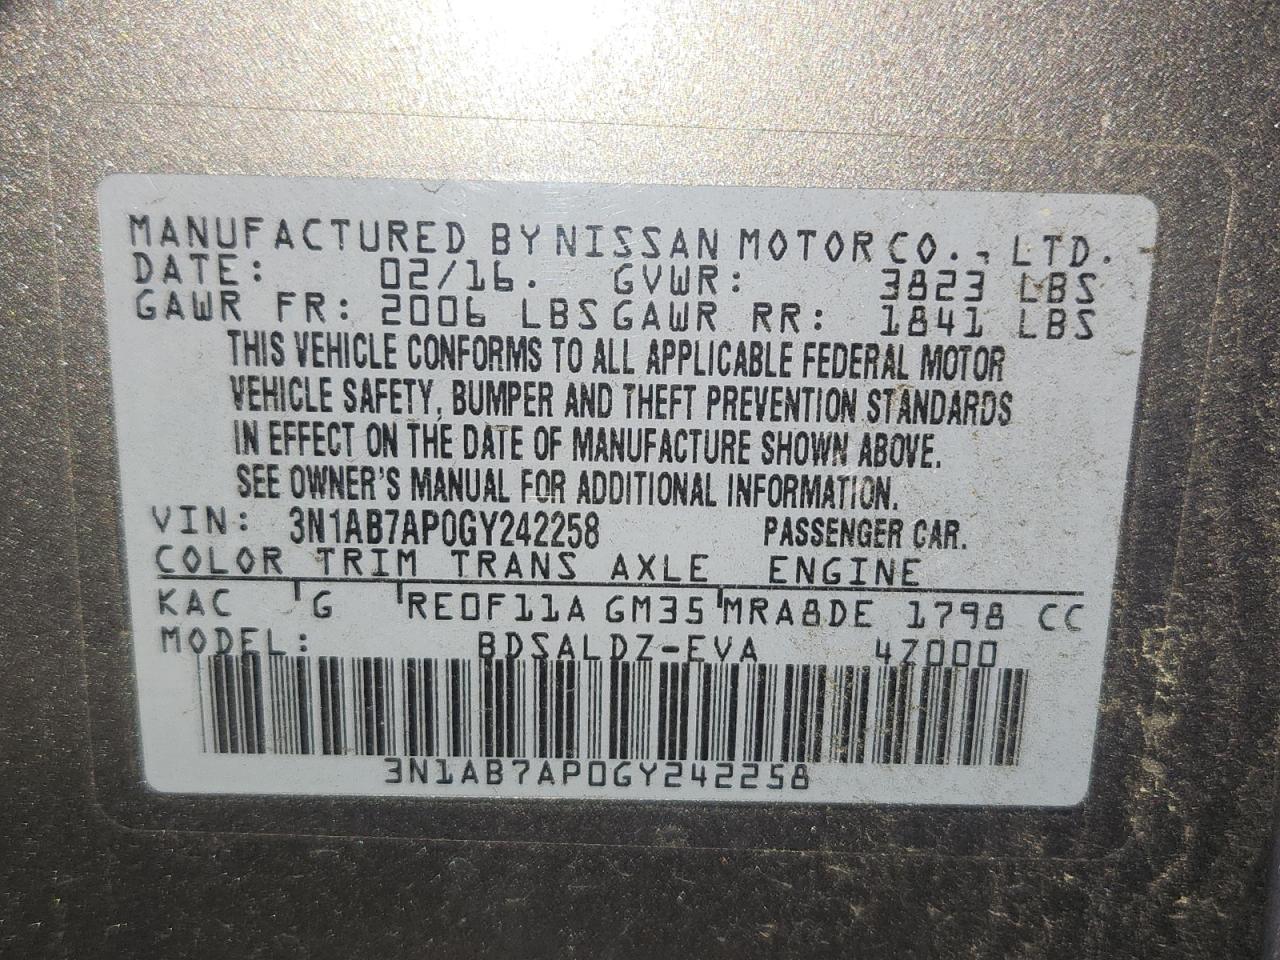 MANUFACTURED BY NISSAN MOTOR CO., LTD.
DATE: 02/16. GVWR: 3823 LBS
GAWR FR: 2006 LBS GAWR RR: 1841 LBS
THIS VEHICLE CONFORMS TO ALL APPLICABLE FEDERAL MOTOR
VEHICLE SAFETY, BUMPER AND THEFT PREVENTION STANDARDS
IN EFFECT ON THE DATE OF MANUFACTURE SHOWN ABOVE.
SEE OWNER'S MANUAL FOR ADDITIONAL INFORMATION.
VIN: 3N1AB7AP0GY242258 PASSENGER CAR.
COLOR TRIM TRANS AXLE ENGINE
KAC G RE0F11A GM35 MRA8DE 1798 CC
MODEL: BDSALDZ-EVA 4Z000
3N1AB7AP0GY242258